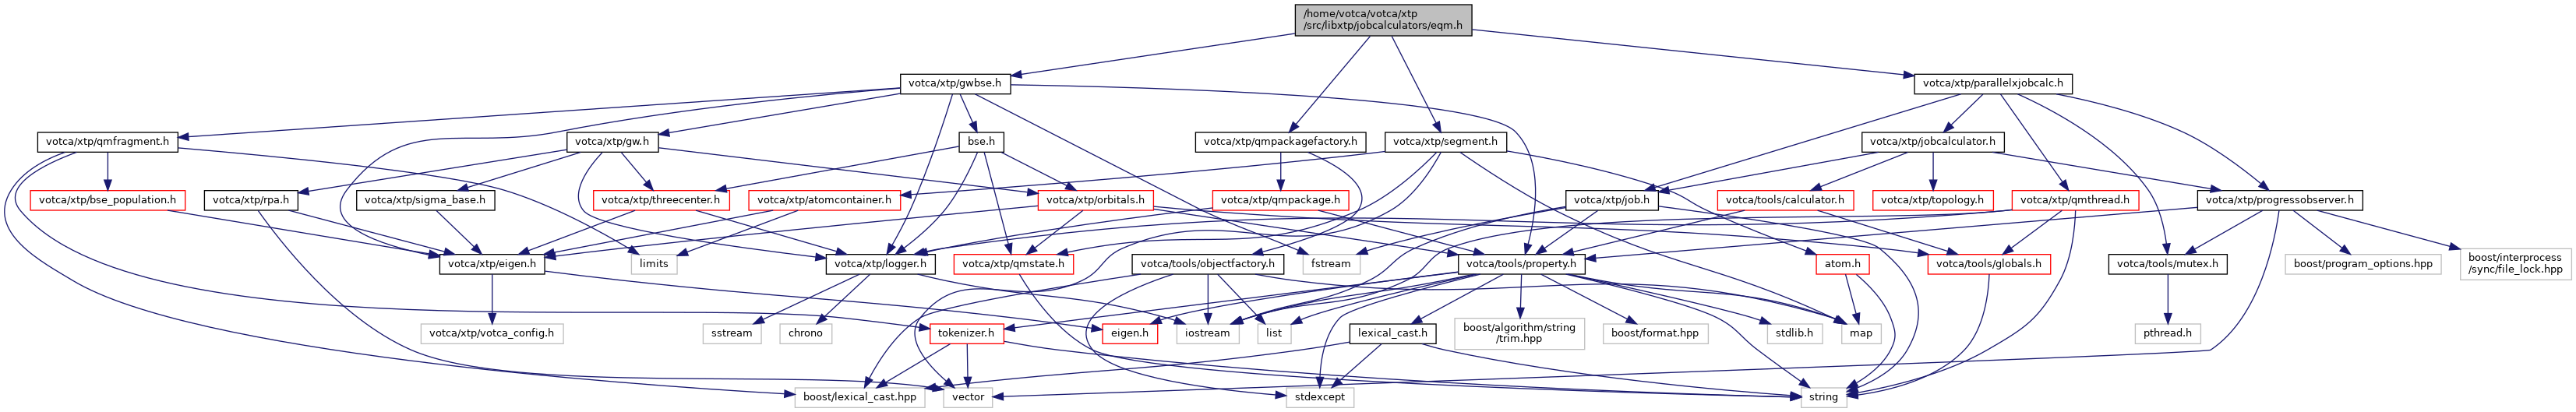 /home/votca/votca/xtp
/src/libxtp/jobcalculators/eqm.h
votca/xtp/gwbse.h
votca/xtp/parallelxjobcalc.h
votca/xtp/qmfragment.h
votca/xtp/gw.h
bse.h
votca/xtp/qmpackagefactory.h
votca/xtp/segment.h
votca/xtp/jobcalculator.h
votca/xtp/bse_population.h
votca/xtp/rpa.h
votca/xtp/sigma_base.h
votca/xtp/threecenter.h
votca/xtp/atomcontainer.h
votca/xtp/orbitals.h
votca/xtp/qmpackage.h
votca/xtp/job.h
votca/tools/calculator.h
votca/xtp/topology.h
votca/xtp/qmthread.h
votca/xtp/progressobserver.h
votca/xtp/eigen.h
limits
votca/xtp/logger.h
votca/xtp/qmstate.h
votca/tools/objectfactory.h
fstream
votca/tools/property.h
atom.h
votca/tools/globals.h
votca/tools/mutex.h
boost/program_options.hpp
boost/interprocess
/sync/file_lock.hpp
votca/xtp/votca_config.h
sstream
chrono
tokenizer.h
eigen.h
iostream
list
lexical_cast.h
boost/algorithm/string
/trim.hpp
boost/format.hpp
stdlib.h
map
pthread.h
boost/lexical_cast.hpp
vector
stdexcept
string